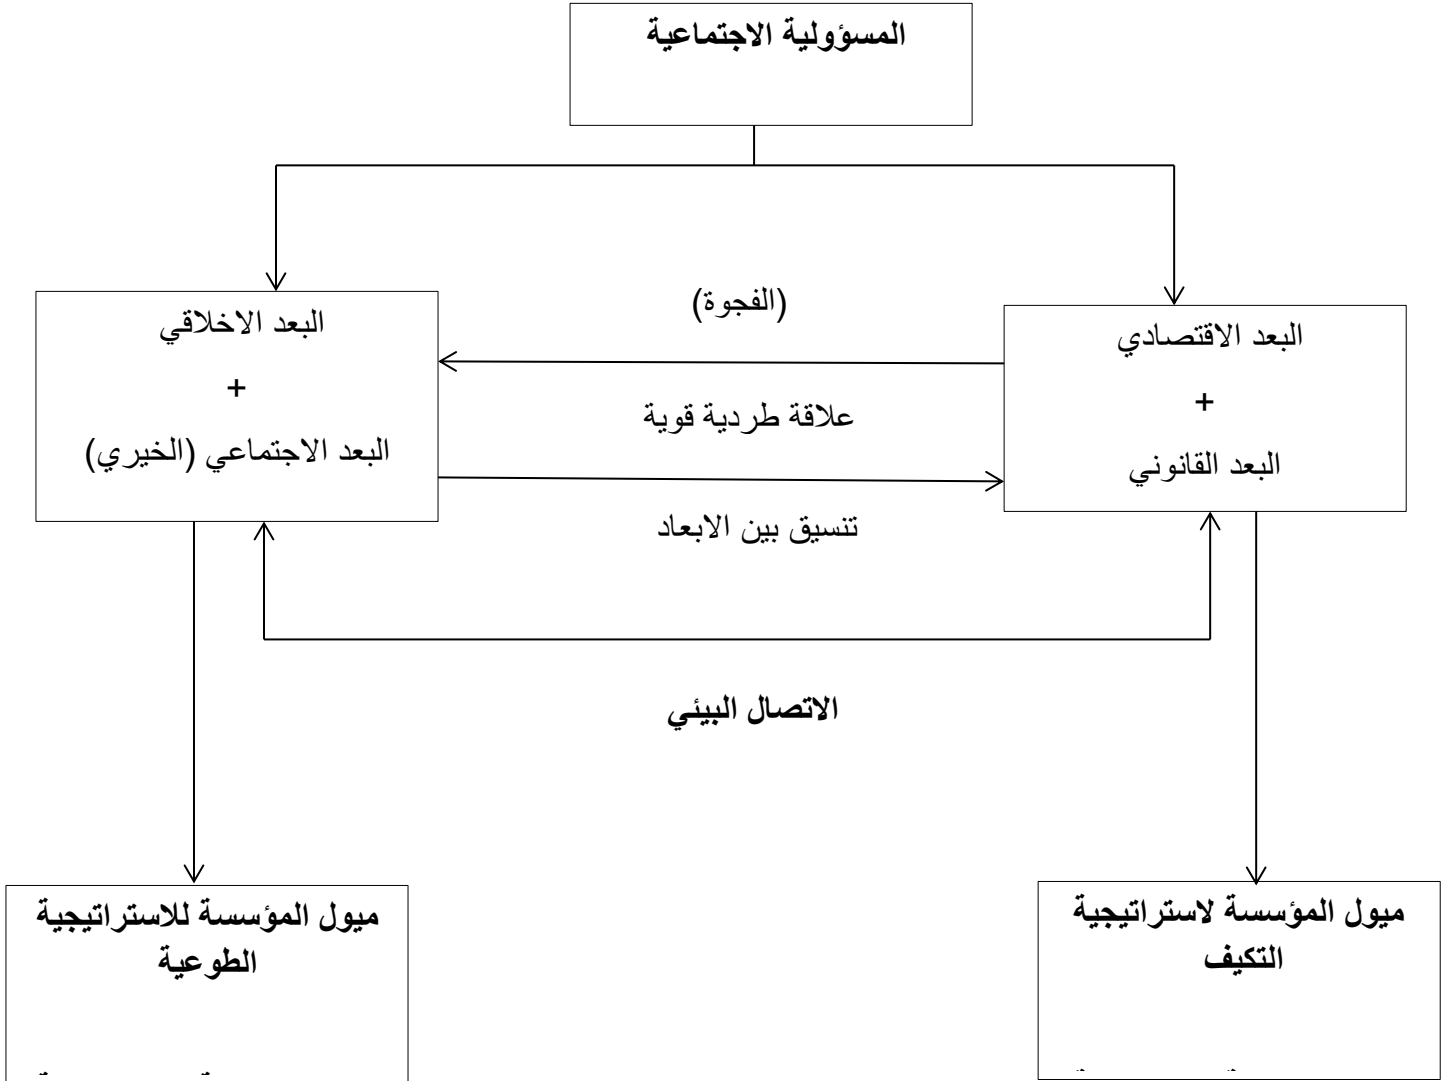 المسؤولية الاجتماعية
(الفجوة)
البعد الاقتصادي
+
البعد القانوني
البعد الاخلاقي
+
البعد الاجتماعي (الخيري)
علاقة طردية قوية
تنسيق بين الابعاد
الاتصال البيئي
ميول المؤسسة لاستراتيجية
التكيف
ميول المؤسسة للاستراتيجية
الطوعية